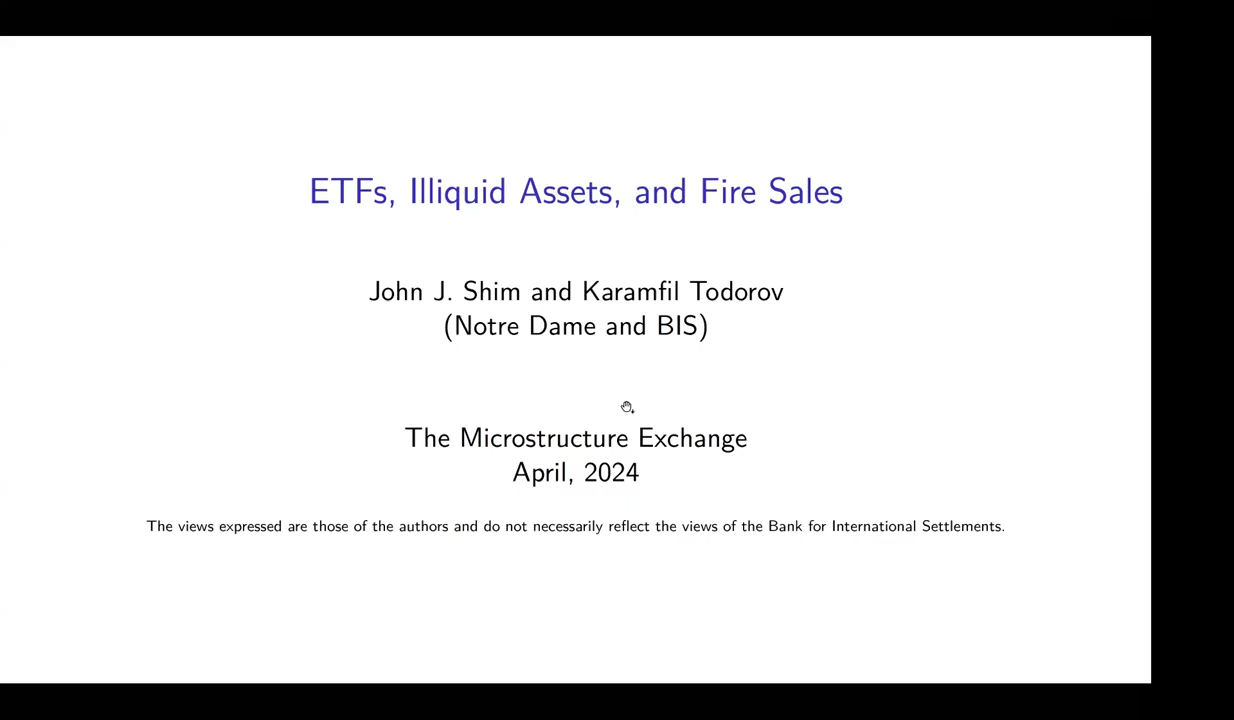 ETFs, Illiquid Assets, and Fire Sales
John J. Shim and Karamfil Todorov
(Notre Dame and BIS)
The Microstructure Exchange
April, 2024
The views expressed are those of the authors and do not necessarily reflect the views of the Bank for International Settlements.